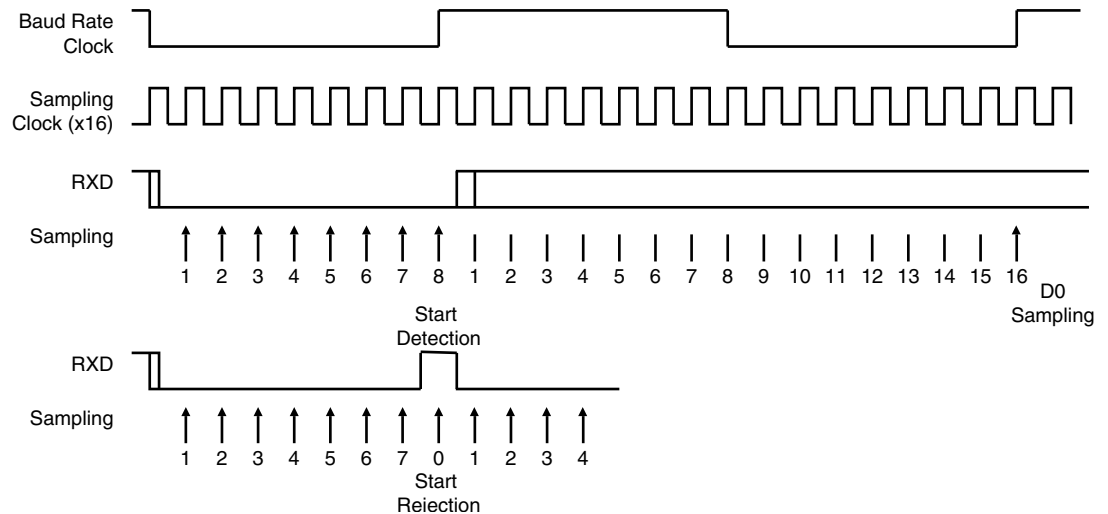 Baud Rate
Clock
Sampling
Clock (x16)
RXD
Sampling
1 2 3 4 5 6 7 8 1 2 3 4 5 6 7 8 9 10 11 12 13 14 15 16
D0
Sampling
Start
Detection
RXD
Sampling
1 2 3 4 5 6 7 0 1 2 3 4
Start
Rejection